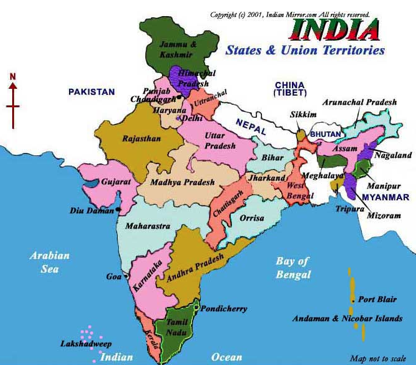 Copyright (c) 2001, Indian Mirror.com All rights reserved.
INDIA
States & Union Territories
Jammu &
Kashmir
N
PAKISTAN
Himachal
Pradesh
Punjab
Chandigarh
Haryana
Uttranchal
Delhi
CHINA
(TIBET)
Arunachal Pradesh
Sikkim
NEPAL
BHUTAN
Rajasthan
Uttar
Pradesh
Assam
Nagaland
Bihar
Meghalaya
Gujarat
Madhya Pradesh
Jharkand
West
Bengal
Manipur
MYANMAR
Chattisgarh
Tripura
Mizoram
Diu Daman
Orrisa
Maharastra
Arabian
Sea
Goa
Karnataka
Andhra Pradesh
Bay of
Bengal
Pondicherry
Port Blair
Andaman & Nicobar Islands
Tamil
Nadu
Kerala
Lakshadweep
Indian
Ocean
Map not to scale